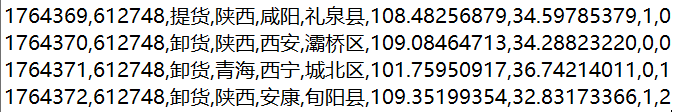 1764369,612748,提货,陕西,咸阳,礼泉县,108.48256879,34.59785379,1,0
1764370,612748,卸货,陕西,西安,灞桥区,109.08464713,34.28823220,0,0
1764371,612748,卸货,青海,西宁,城北区,101.75950917,36.74214011,0,1
1764372,612748,卸货,陕西,安康,旬阳县,109.35199354,32.83173366,1,2